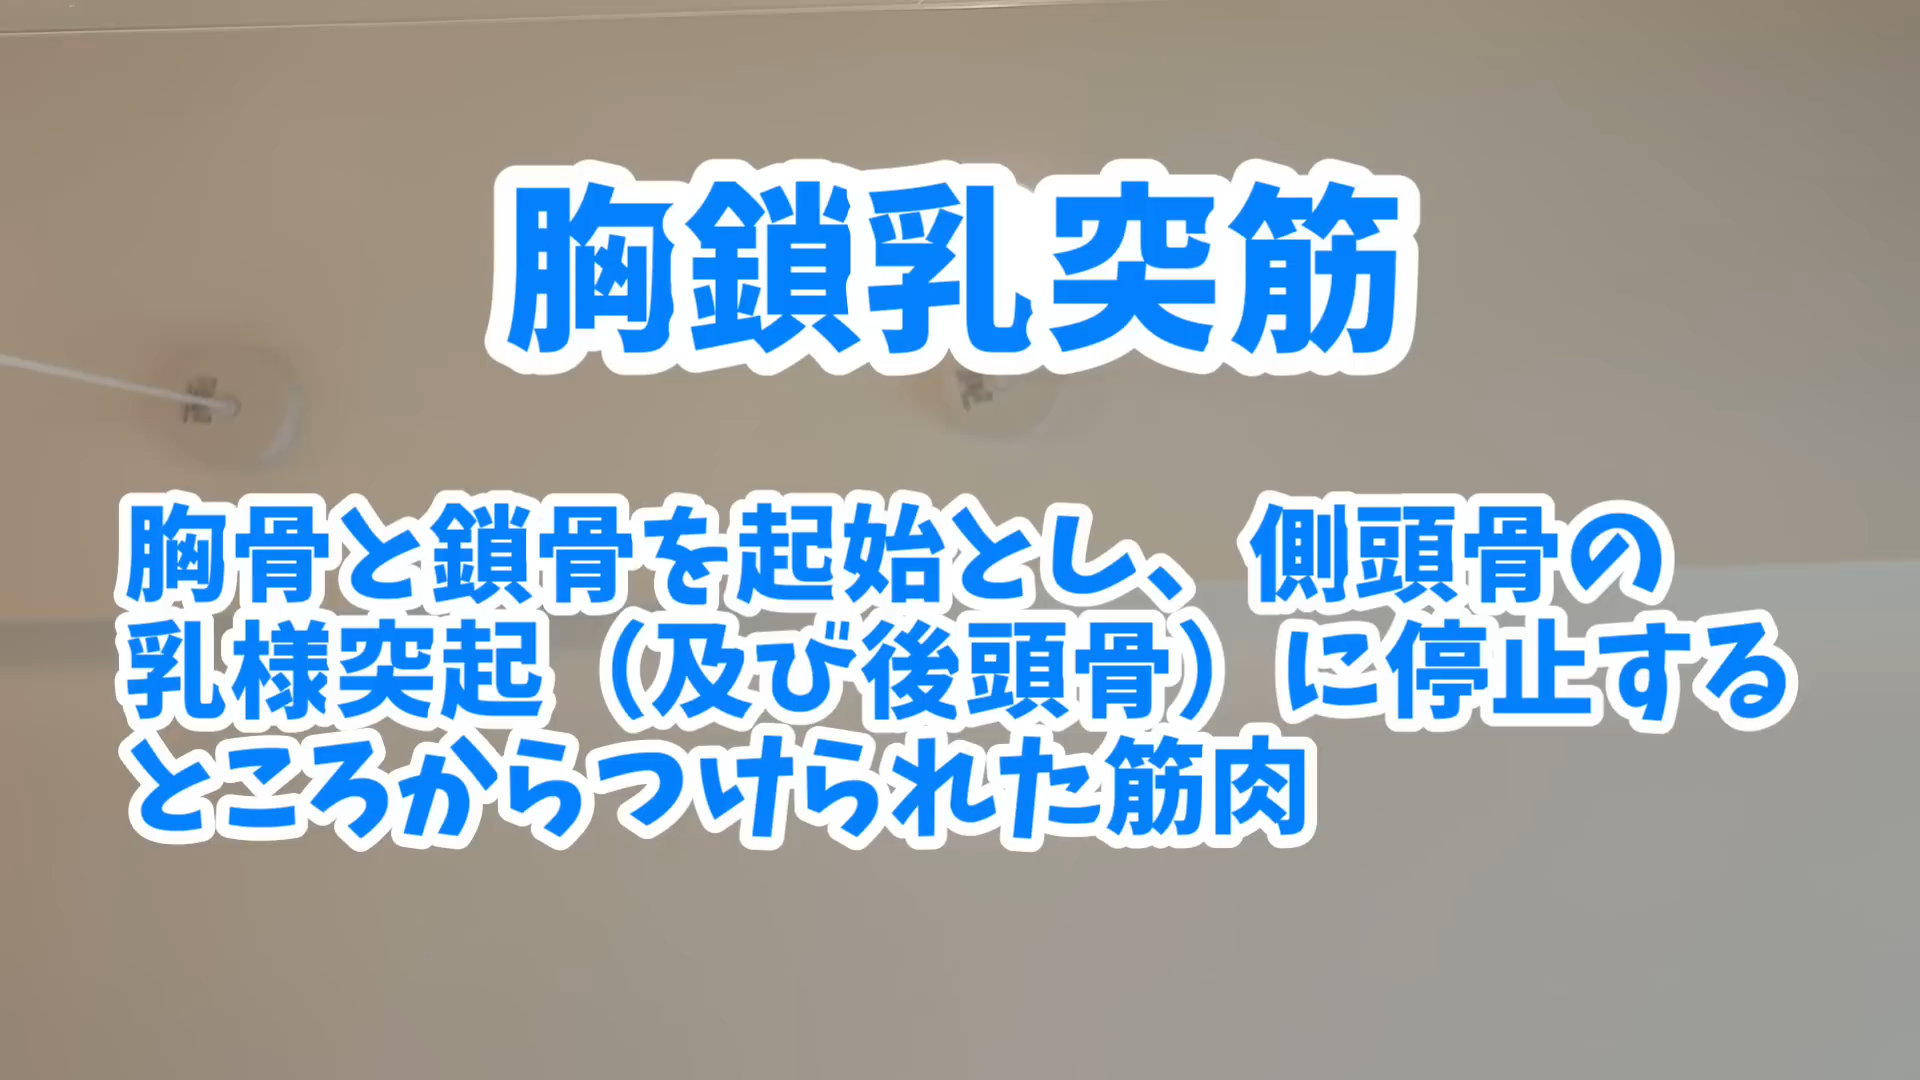 胸鎖乳突筋
胸骨と鎖骨を起始とし、側頭骨の
乳様突起（及び後頭骨）に停止する
ところからつけられた筋肉